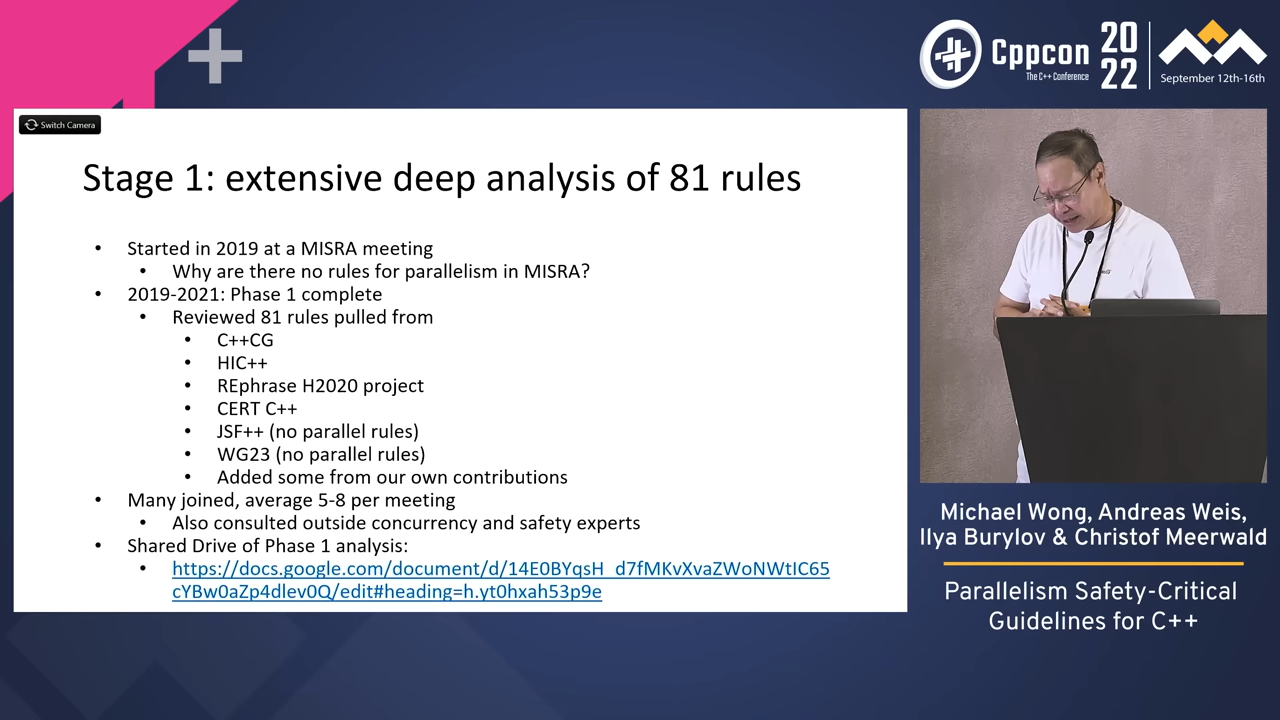 Cppcon
The C++ Conference
20
22
September 12th-16th
Switch Camera
Stage 1: extensive deep analysis of 81 rules
• Started in 2019 at a MISRA meeting
• Why are there no rules for parallelism in MISRA?
• 2019-2021: Phase 1 complete
• Reviewed 81 rules pulled from
• C++CG
• HIC++
• REphrase H2020 project
• CERT C++
• JSF++ (no parallel rules)
• WG23 (no parallel rules)
• Added some from our own contributions
• Many joined, average 5-8 per meeting
• Also consulted outside concurrency and safety experts
• Shared Drive of Phase 1 analysis:
• https://docs.google.com/document/d/14E0BYqsH_d7fMKvXvaZWoNWtIC65
cYBw0aZp4dlev0Q/edit#heading=h.yt0hxah53p9e
Michael Wong, Andreas Weis,
Ilya Burylov & Christof Meerwald
Parallelism Safety-Critical
Guidelines for C++